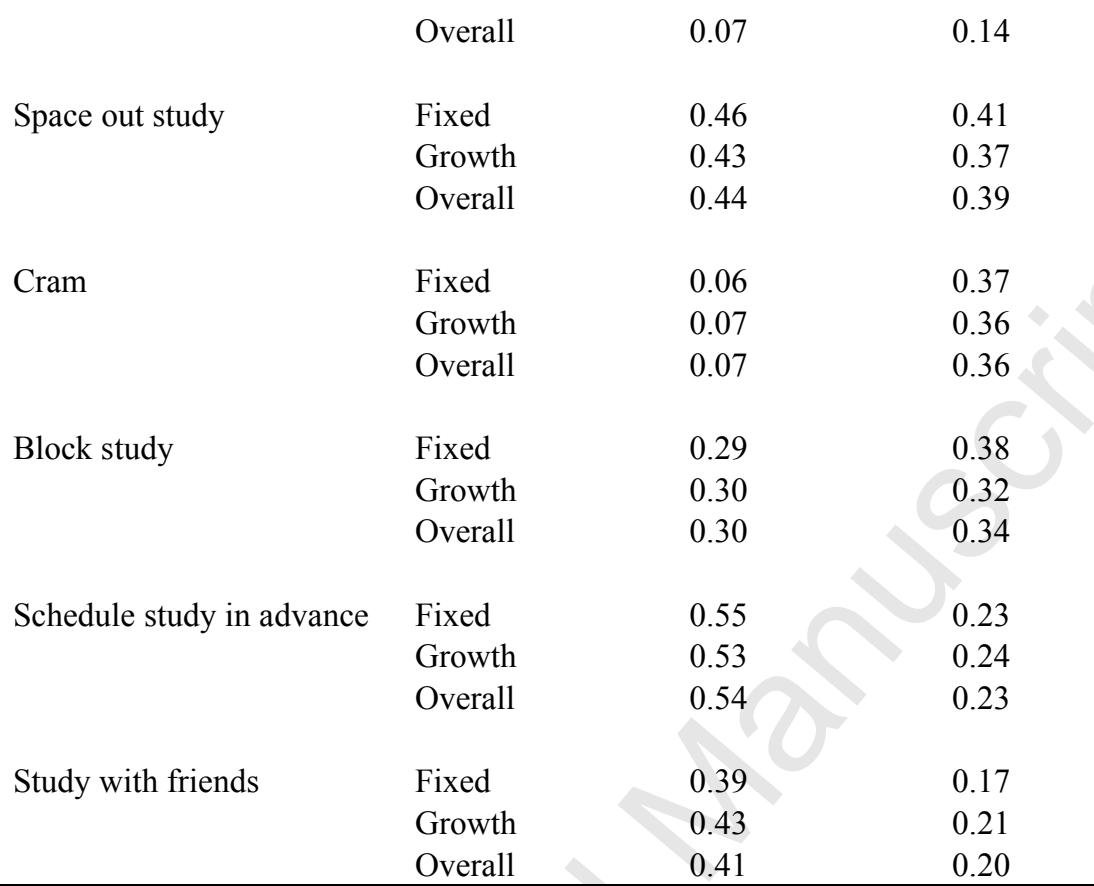 Overall 0.07 0.14
Space out study Fixed 0.46 0.41
Growth 0.43 0.37
Overall 0.44 0.39
Cram Fixed 0.06 0.37
Growth 0.07 0.36
Overall 0.07 0.36
Block study Fixed 0.29 0.38
Growth 0.30 0.32
Overall 0.30 0.34
Schedule study in advance Fixed 0.55 0.23
Growth 0.53 0.24
Overall 0.54 0.23
Study with friends Fixed 0.39 0.17
Growth 0.43 0.21
Overall 0.41 0.20